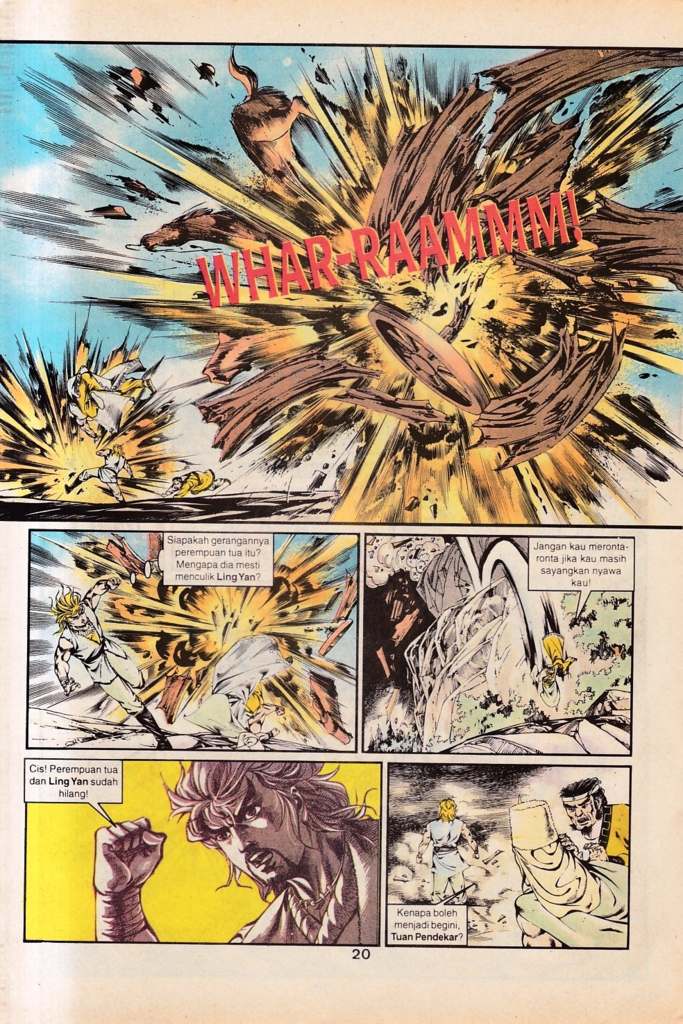 WHAR-RAAMMMM!
Siapakah gerangannya
perempuan tua itu?
Mengapa dia mesti
menculik Ling Yan?
Jangan kau meronta-
ronta jika kau masih
sayangkan nyawa
kau!
Cis! Perempuan tua
dan Ling Yan sudah
hilang!
Kenapa boleh
menjadi begini,
Tuan Pendekar?
20